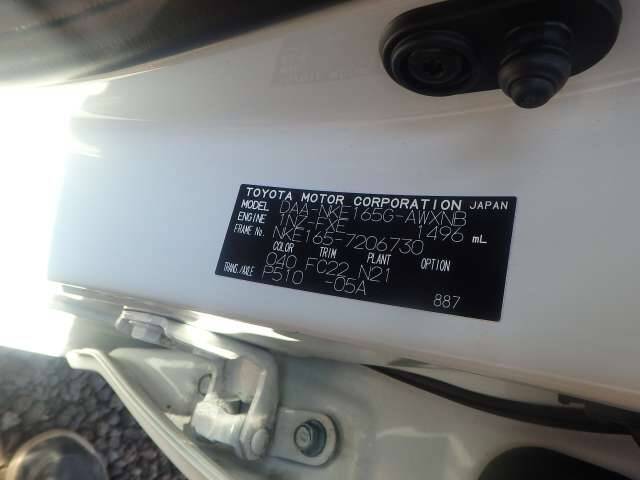 TOYOTA MOTOR CORPORATION JAPAN
MODEL DAA-NKE165G-AWXNB
ENGINE 1NZ-FXE 1496 mL
FRAME No. NKE165-7206730
COLOR TRIM PLANT OPTION
040 FC22 N21
TRANS./AXLE P510 -05A
887